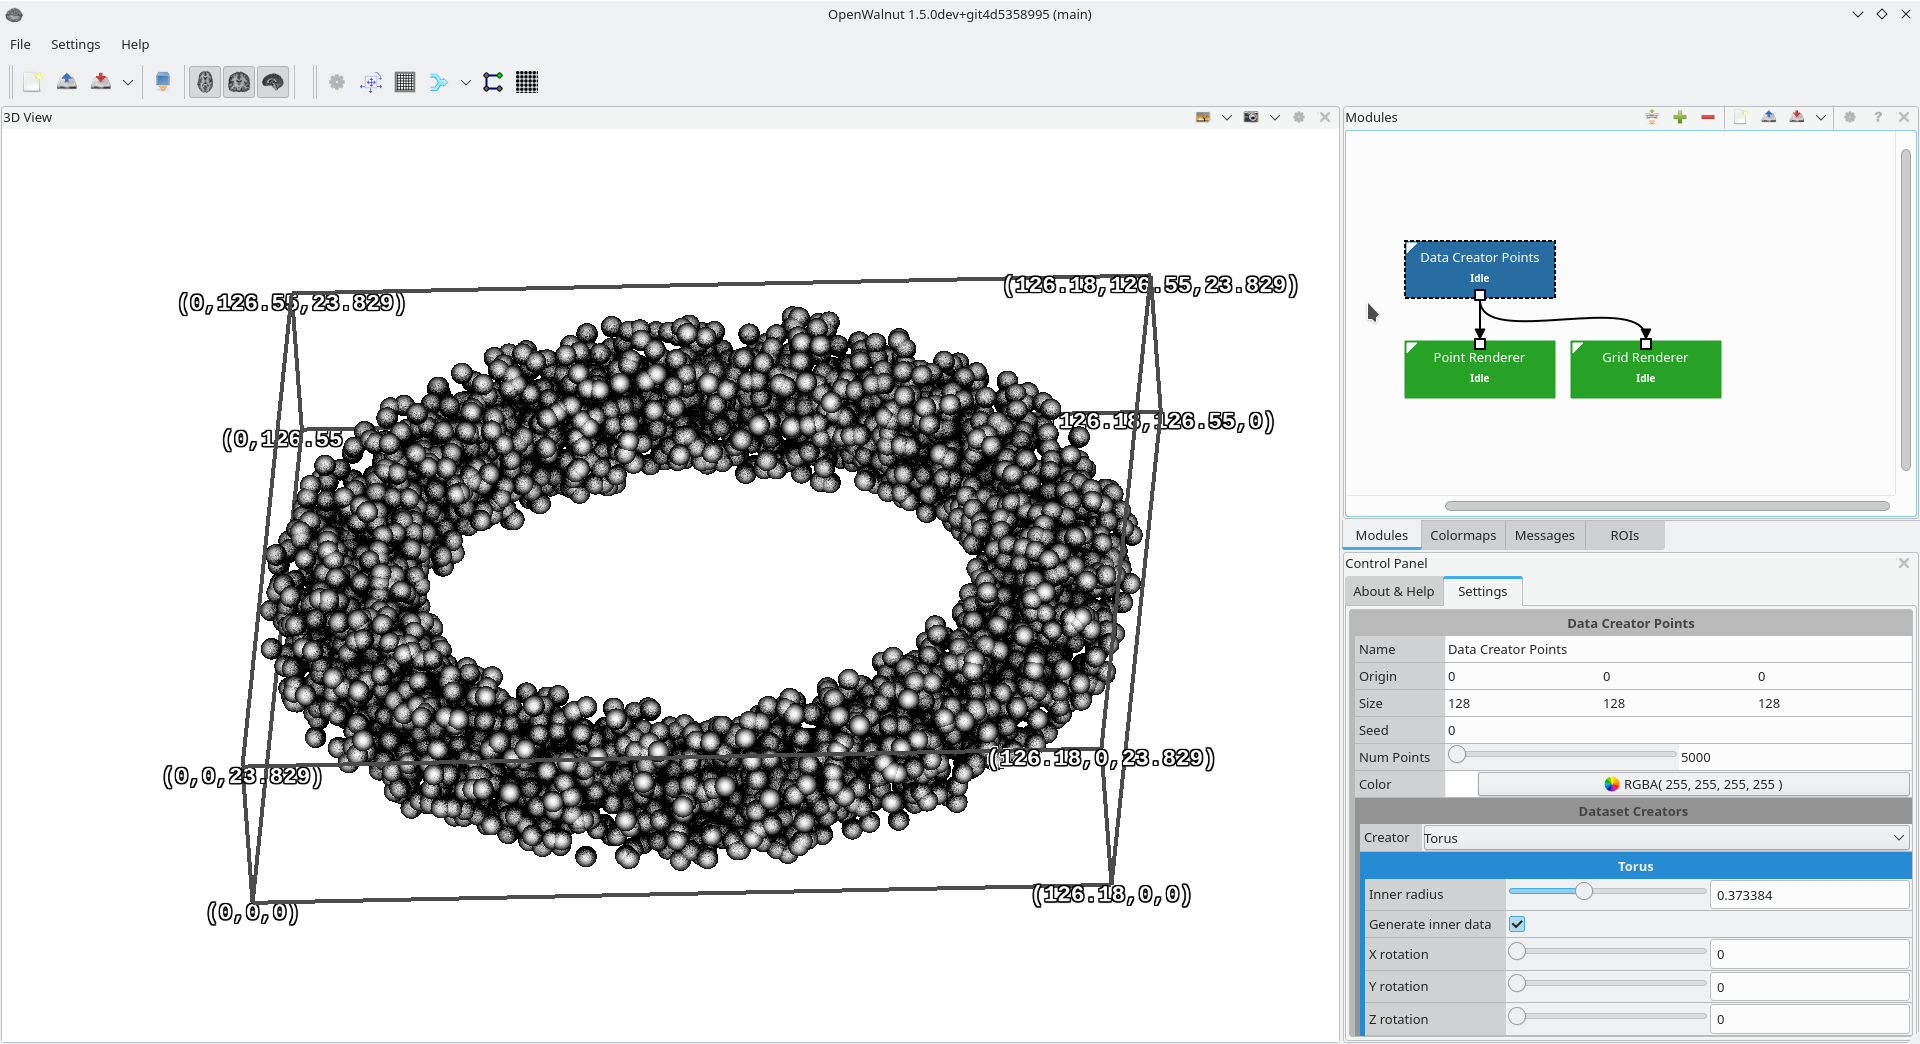 OpenWalnut 1.5.0dev+git4d5358995 (main)
File Settings Help
3D View
(0,126.55,23.829)
(126.18,126.55,23.829)
(0,126.55
126.18,126.55,0)
(0,0,23.829)
(126.18,0,23.829)
(0,0,0)
(126.18,0,0)
Modules
Data Creator Points
Idle
Point Renderer
Idle
Grid Renderer
Idle
Modules Colormaps Messages ROIs
Control Panel
About & Help Settings
Data Creator Points
Name Data Creator Points
Origin 0 0 0
Size 128 128 128
Seed 0
Num Points 5000
Color RGBA( 255, 255, 255, 255 )
Dataset Creators
Creator Torus
Torus
Inner radius 0.373384
Generate inner data
X rotation 0
Y rotation 0
Z rotation 0